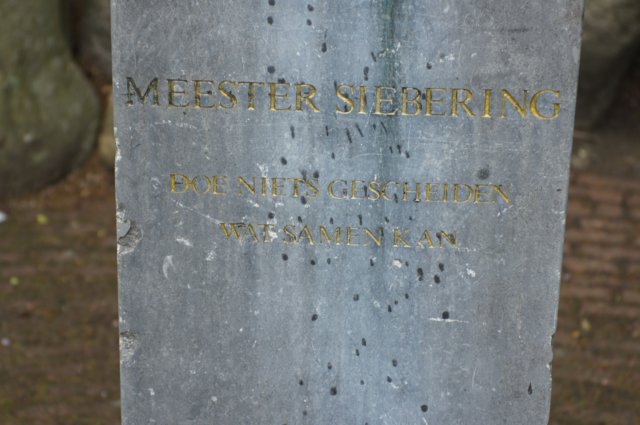 MEESTER SIEBERING
DOE NIETS GESCHEIDEN
WAT SAMEN KAN